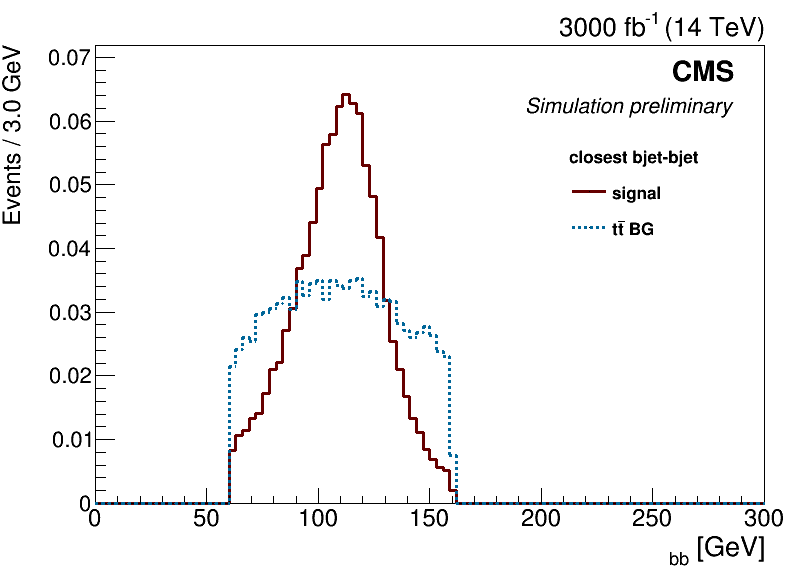 3000 fb⁻¹ (14 TeV)
CMS
Simulation preliminary
closest bjet-bjet
signal
tt̄ BG
Events / 3.0 GeV
0.07
0.06
0.05
0.04
0.03
0.02
0.01
0
0 50 100 150 200 250 300
bb [GeV]